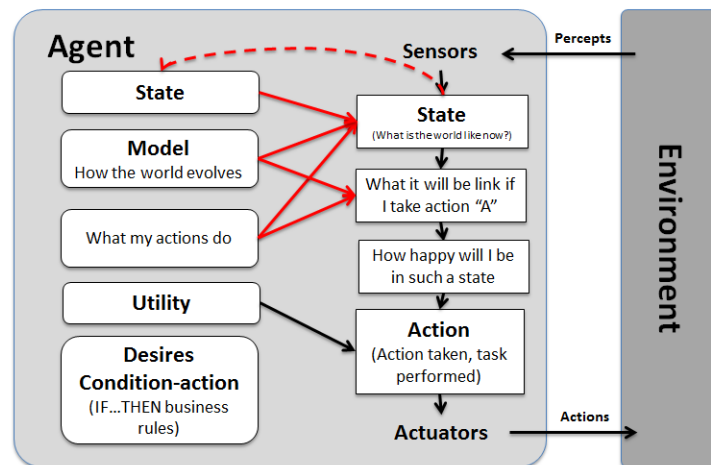 Agent
Sensors
Percepts
State
State
(What is the world like now?)
Model
How the world evolves
What it will be link if
I take action “A”
What my actions do
How happy will I be
in such a state
Utility
Action
(Action taken, task
performed)
Desires
Condition-action
(IF...THEN business
rules)
Actuators
Actions
Environment